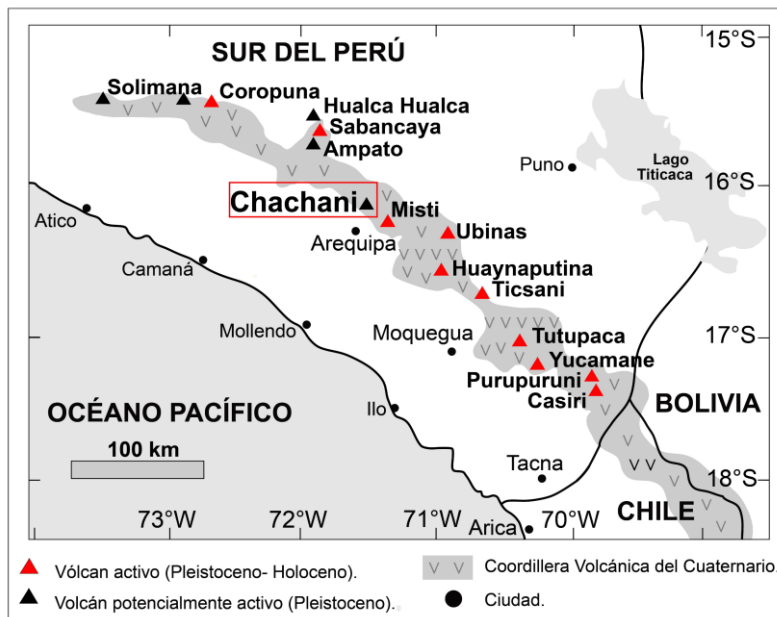 SUR DEL PERÚ
15°S
Solimana
Coropuna
Hualca Hualca
Sabancaya
Ampato
Puno
Lago
Titicaca
16°S
Chachani
Misti
Atico
Arequipa
Ubinas
Camaná
Huaynaputina
Ticsani
Mollendo
Moquegua
17°S
Tutupaca
Yucamane
Purupuruni
Casiri
OCÉANO PACÍFICO
Ilo
BOLIVIA
100 km
Tacna
18°S
73°W
72°W
71°W
70°W
CHILE
Arica
Vólcan activo (Pleistoceno- Holoceno).
Coordillera Volcánica del Cuaternario.
Volcán potencialmente activo (Pleistoceno).
Ciudad.